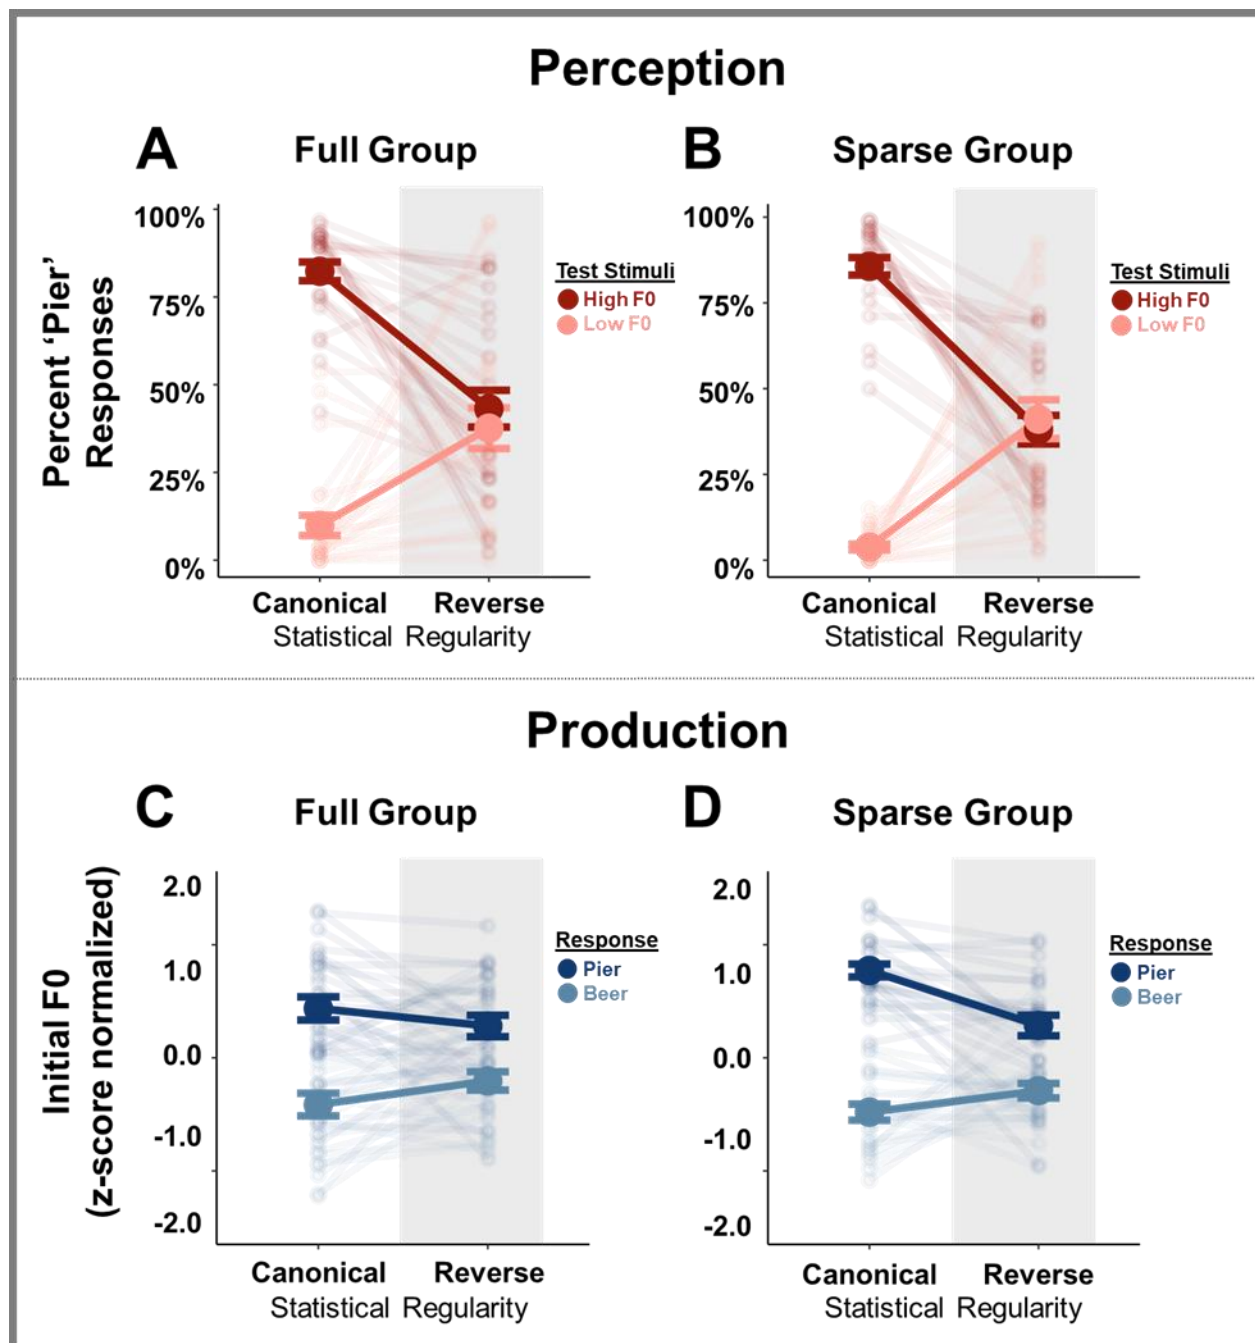 Perception
A Full Group
B Sparse Group
Percent ‘Pier’
Responses
100%
75%
50%
25%
0%
Test Stimuli
High F0
Low F0
Canonical Reverse
Statistical Regularity
100%
75%
50%
25%
0%
Test Stimuli
High F0
Low F0
Canonical Reverse
Statistical Regularity
Production
C Full Group
D Sparse Group
Initial F0
(z-score normalized)
2.0
1.0
0.0
-1.0
-2.0
Response
Pier
Beer
Canonical Reverse
Statistical Regularity
2.0
1.0
0.0
-1.0
-2.0
Response
Pier
Beer
Canonical Reverse
Statistical Regularity